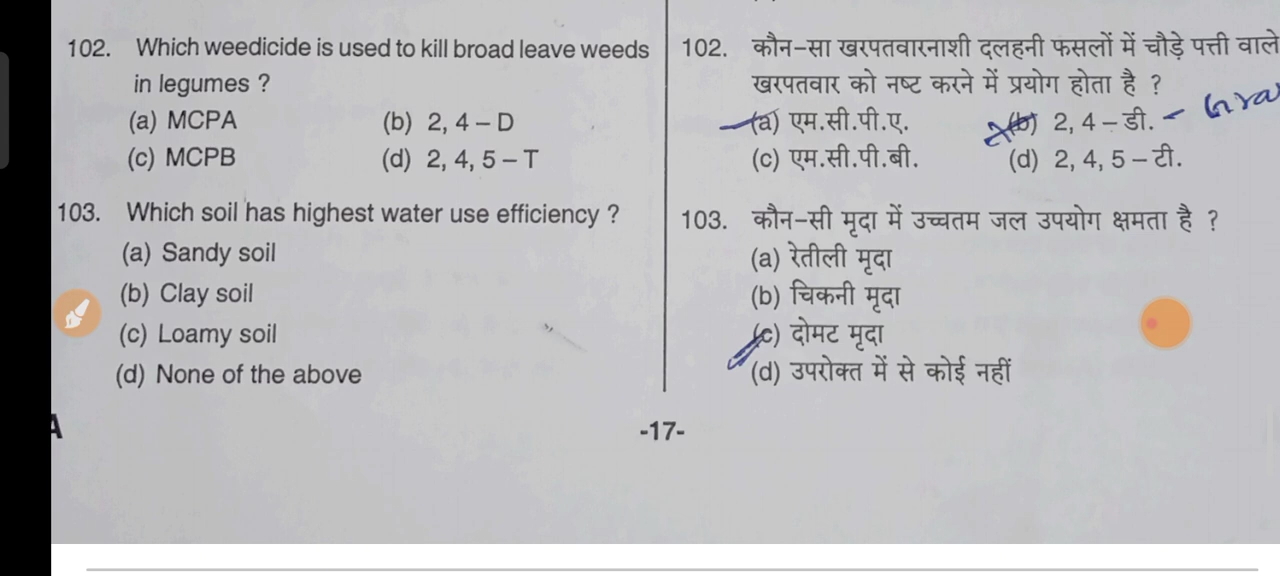 102. Which weedicide is used to kill broad leave weeds
in legumes ?
(a) MCPA (b) 2, 4 – D
(c) MCPB (d) 2, 4, 5 – T
103. Which soil has highest water use efficiency ?
(a) Sandy soil
(b) Clay soil
(c) Loamy soil
(d) None of the above
102. कौन-सा खरपतवारनाशी दलहनी फसलों में चौड़े पत्ती वाले
खरपतवार को नष्ट करने में प्रयोग होता है ?
(a) एम.सी.पी.ए. (b) 2, 4 – डी.
(c) एम.सी.पी.बी. (d) 2, 4, 5 – टी.
103. कौन-सी मृदा में उच्चतम जल उपयोग क्षमता है ?
(a) रेतीली मृदा
(b) चिकनी मृदा
(c) दोमट मृदा
(d) उपरोक्त में से कोई नहीं
A
-17-